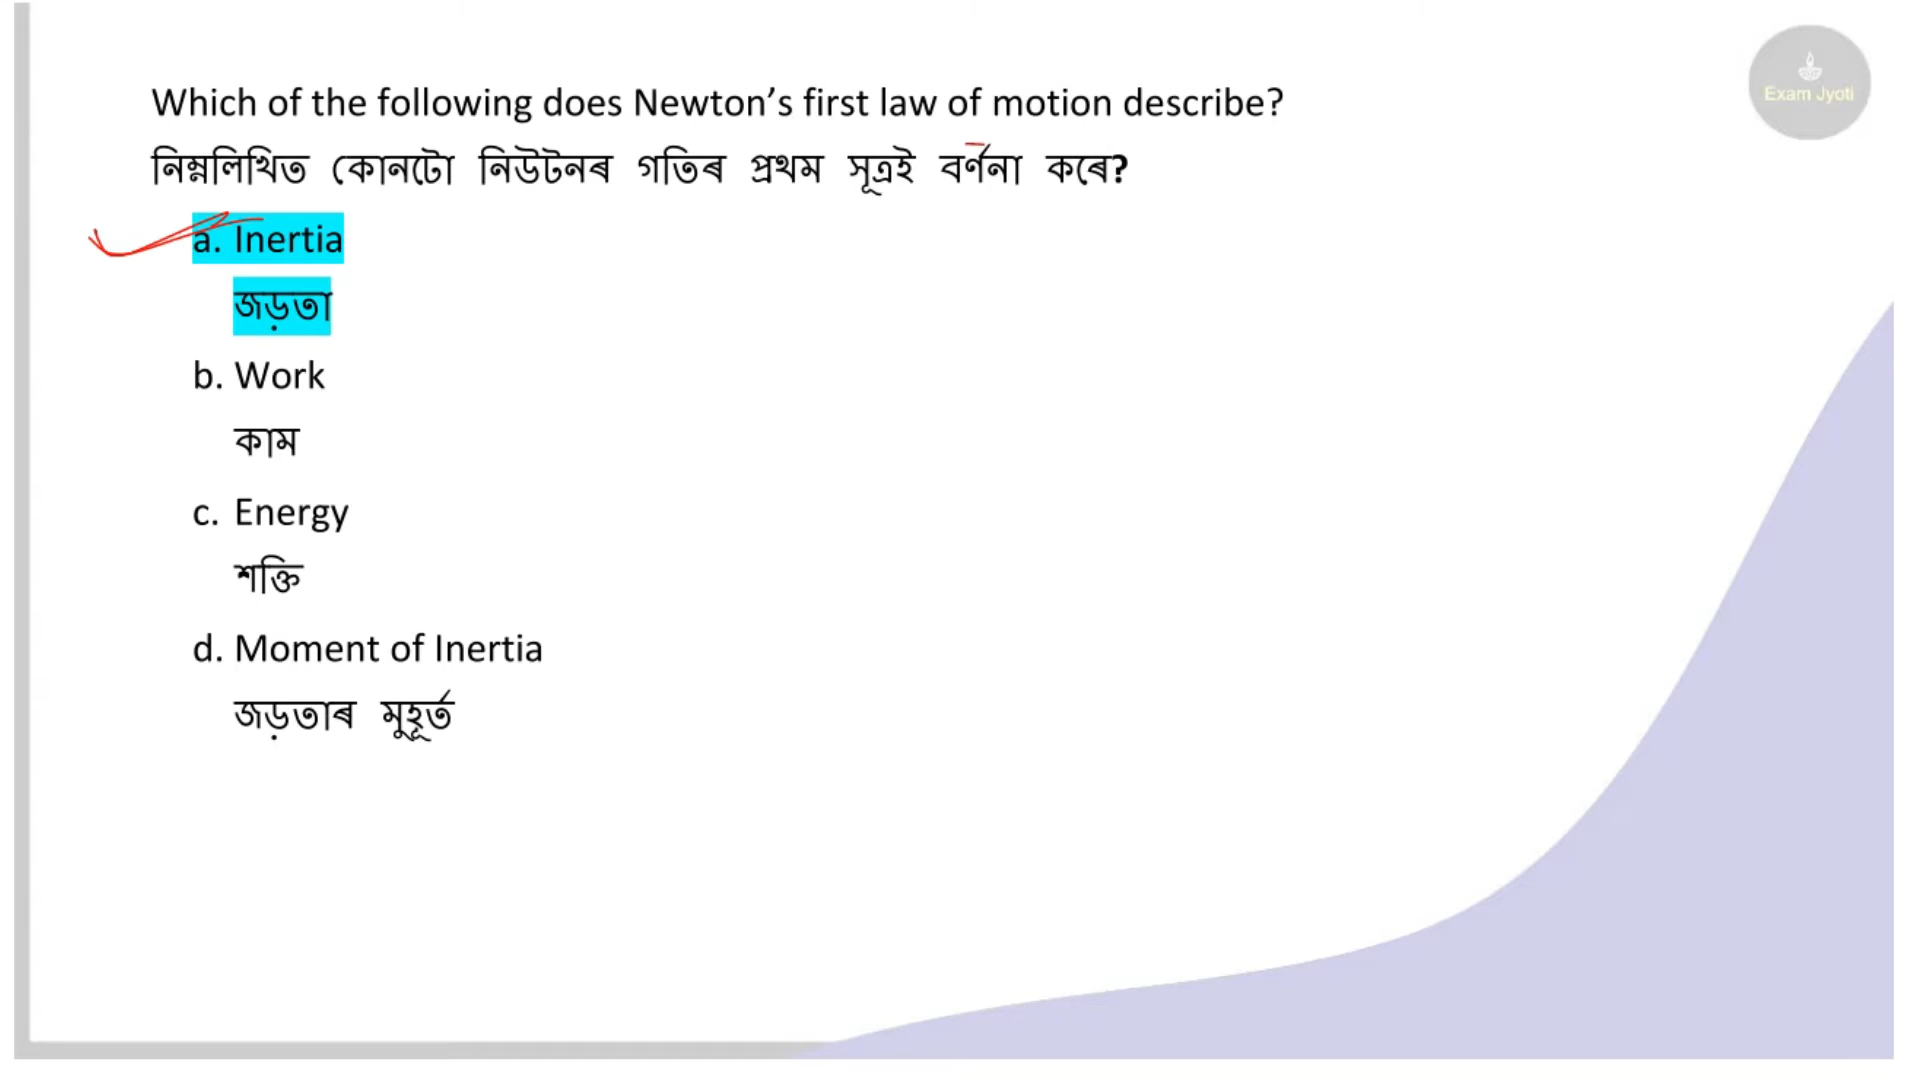 Exam Jyoti
Which of the following does Newton’s first law of motion describe?
নিম্নলিখিত কোনটো নিউটনৰ গতিৰ প্ৰথম সূত্ৰই বৰ্ণনা কৰে?
a. Inertia
জড়তা
b. Work
কাম
c. Energy
শক্তি
d. Moment of Inertia
জড়তাৰ মুহূৰ্ত